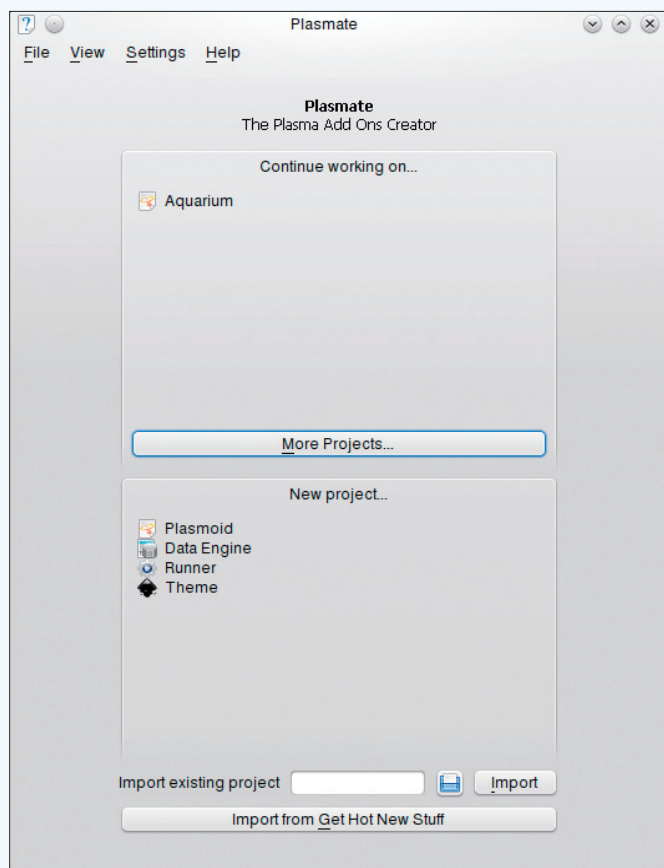 Plasmate
File View Settings Help
Plasmate
The Plasma Add Ons Creator
Continue working on...
Aquarium
More Projects...
New project...
Plasmoid
Data Engine
Runner
Theme
Import existing project Import
Import from Get Hot New Stuff